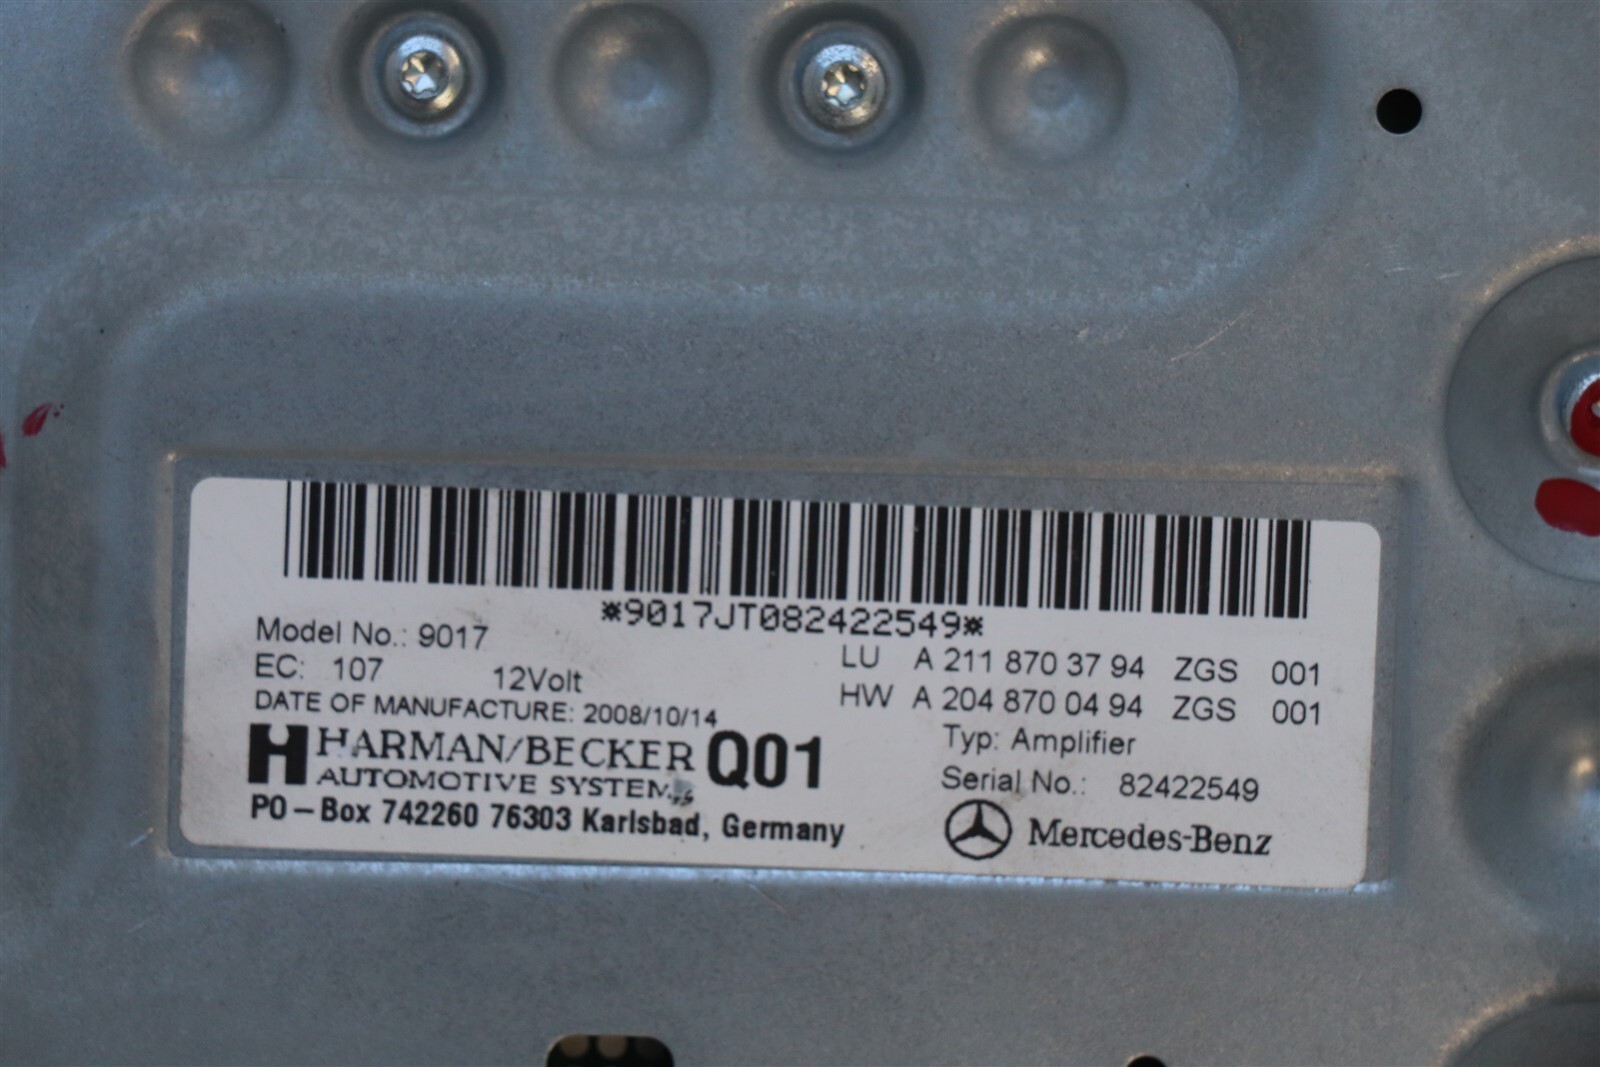 *9017JT082422549*
Model No.: 9017
EC: 107 12Volt
DATE OF MANUFACTURE: 2008/10/14
LU A 211 870 37 94 ZGS 001
HW A 204 870 04 94 ZGS 001
Typ: Amplifier
Serial No.: 82422549
H HARMAN/BECKER Q01
AUTOMOTIVE SYSTEMS
PO-Box 742260 76303 Karlsbad, Germany
Mercedes-Benz